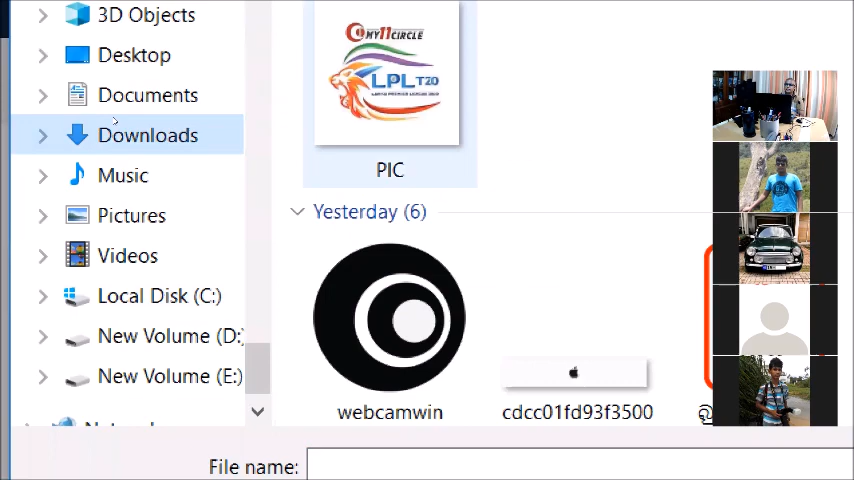 3D Objects
Desktop
Documents
Downloads
Music
Pictures
Videos
Local Disk (C:)
New Volume (D:)
New Volume (E:)
MY11CIRCLE
LPL T20
PIC
Yesterday (6)
webcamwin
cdcc01fd93f3500
File name: